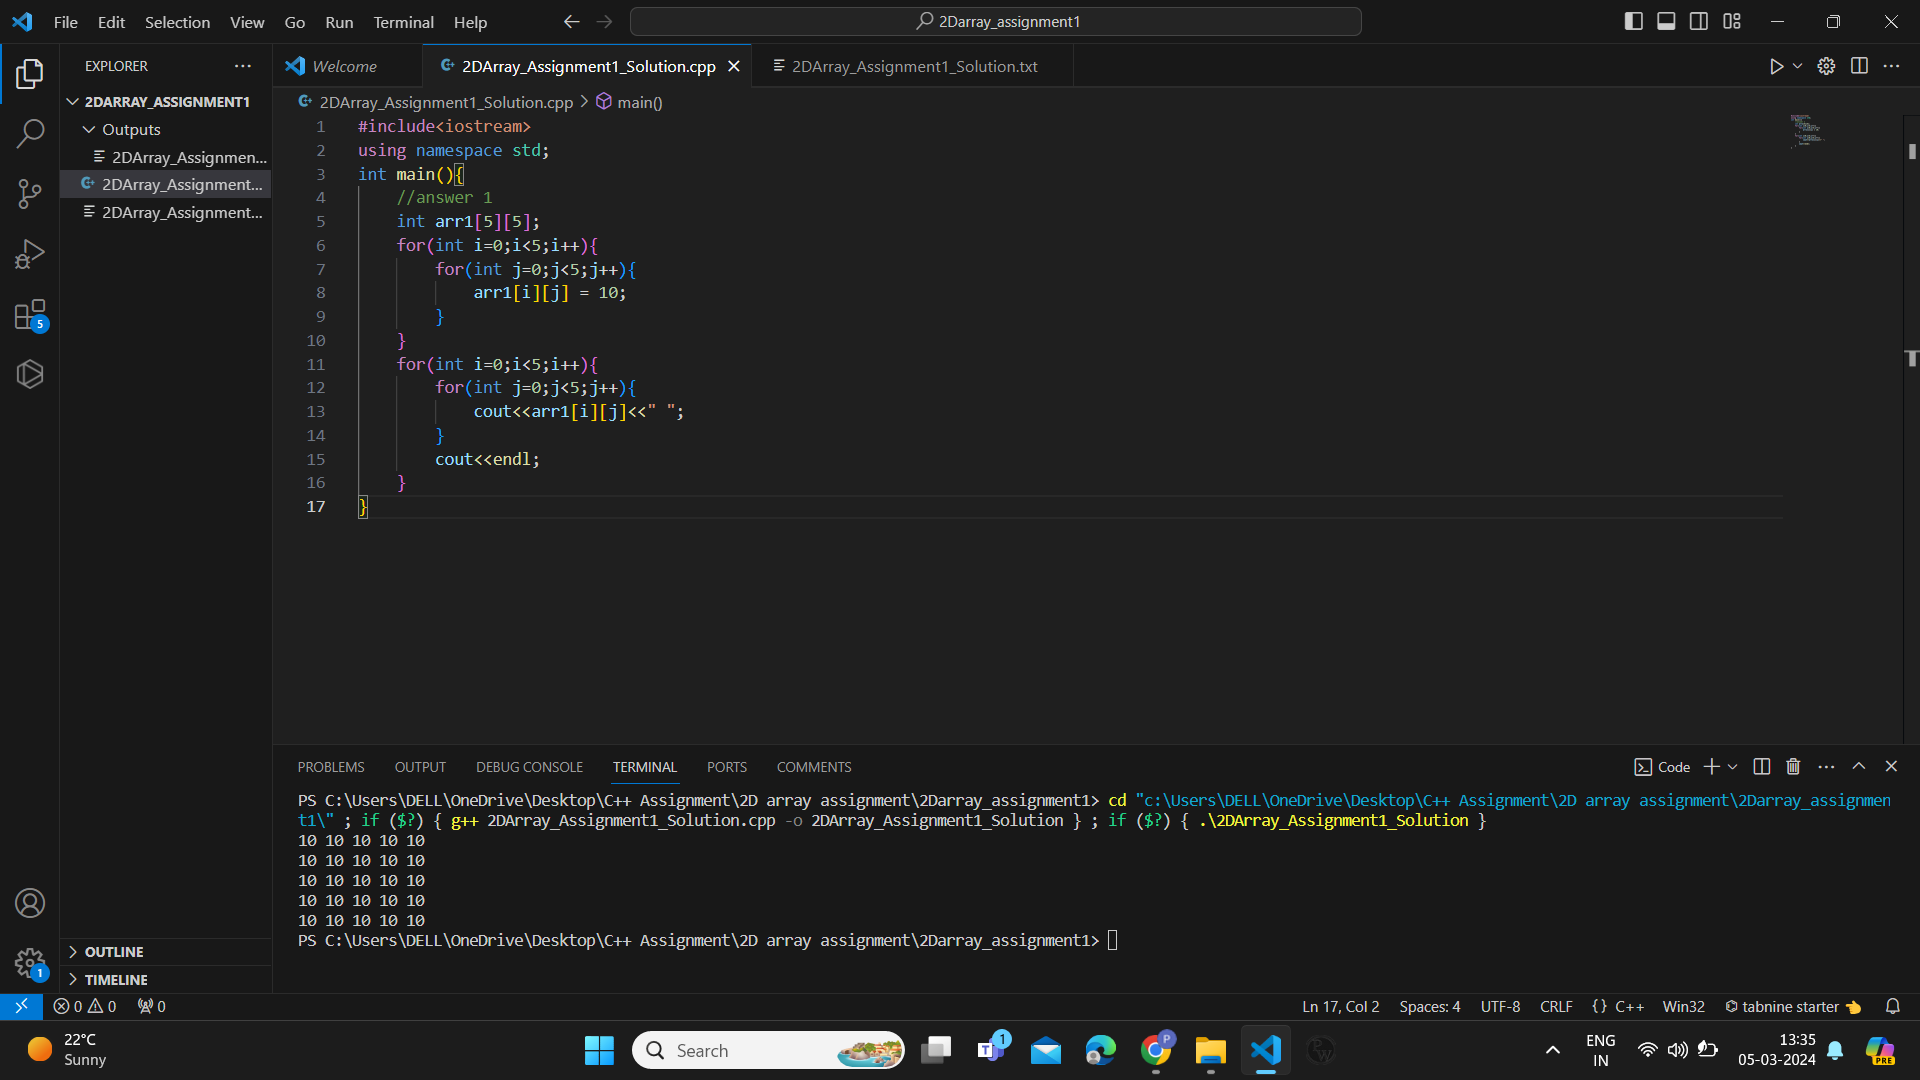 File Edit Selection View Go Run Terminal Help
2Darray_assignment1
EXPLORER
2DARRAY_ASSIGNMENT1
Outputs
2DArray_Assignmen...
2DArray_Assignment...
2DArray_Assignment...
OUTLINE
TIMELINE
5
1
Welcome
2DArray_Assignment1_Solution.cpp
2DArray_Assignment1_Solution.txt
2DArray_Assignment1_Solution.cpp > main()
1 #include<iostream>
2 using namespace std;
3 int main(){
4 //answer 1
5 int arr1[5][5];
6 for(int i=0;i<5;i++){
7 for(int j=0;j<5;j++){
8 arr1[i][j] = 10;
9 }
10 }
11 for(int i=0;i<5;i++){
12 for(int j=0;j<5;j++){
13 cout<<arr1[i][j]<<" ";
14 }
15 cout<<endl;
16 }
17 }
PROBLEMS OUTPUT DEBUG CONSOLE TERMINAL PORTS COMMENTS
Code
PS C:\Users\DELL\OneDrive\Desktop\C++ Assignment\2D array assignment\2Darray_assignment1> cd "c:\Users\DELL\OneDrive\Desktop\C++ Assignment\2D array assignment\2Darray_assignmen
t1\" ; if ($?) { g++ 2DArray_Assignment1_Solution.cpp -o 2DArray_Assignment1_Solution } ; if ($?) { .\2DArray_Assignment1_Solution }
10 10 10 10 10
10 10 10 10 10
10 10 10 10 10
10 10 10 10 10
10 10 10 10 10
PS C:\Users\DELL\OneDrive\Desktop\C++ Assignment\2D array assignment\2Darray_assignment1>
0 0 0
Ln 17, Col 2 Spaces: 4 UTF-8 CRLF {} C++ Win32 tabnine starter
22°C
Sunny
Search
1
P
ENG
IN
13:35
05-03-2024
PRE